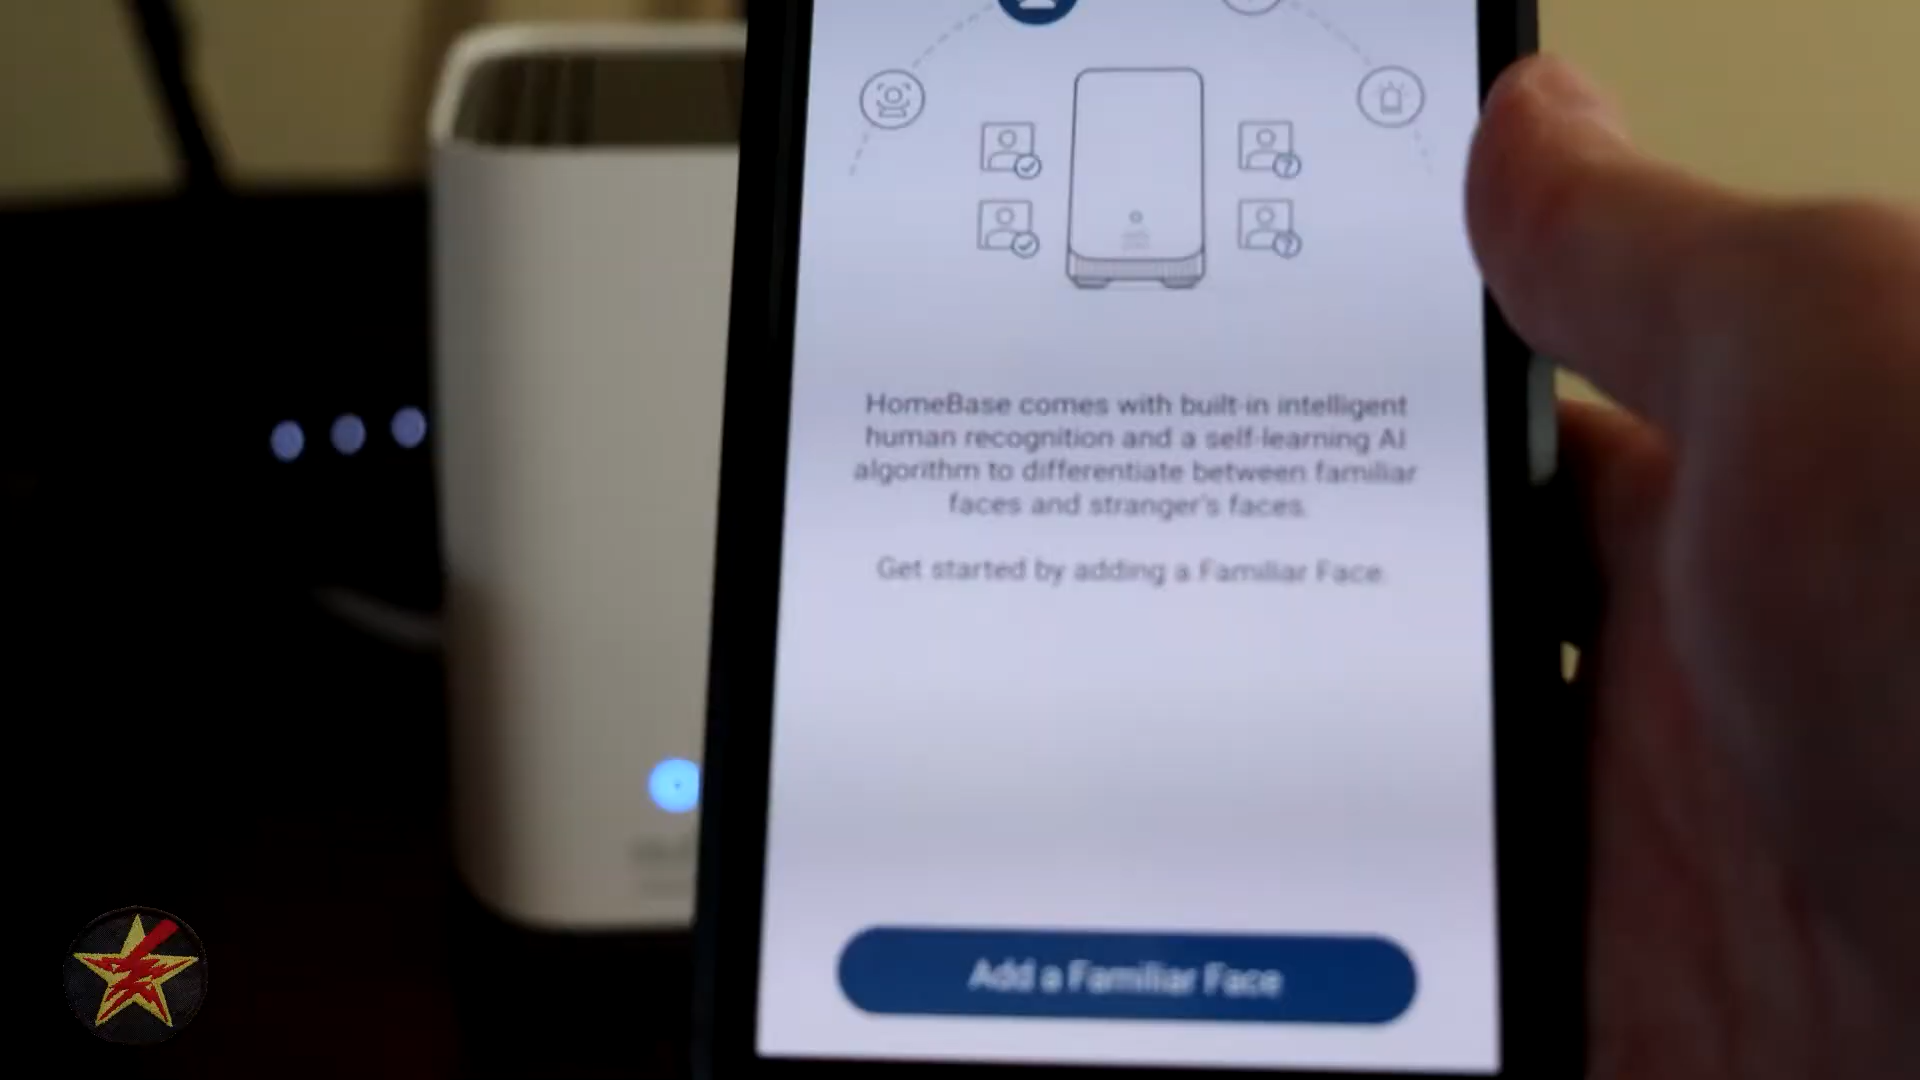 HomeBase comes with built-in intelligent
human recognition and a self-learning AI
algorithm to differentiate between familiar
faces and stranger's faces.
Get started by adding a Familiar Face.
Add a Familiar Face